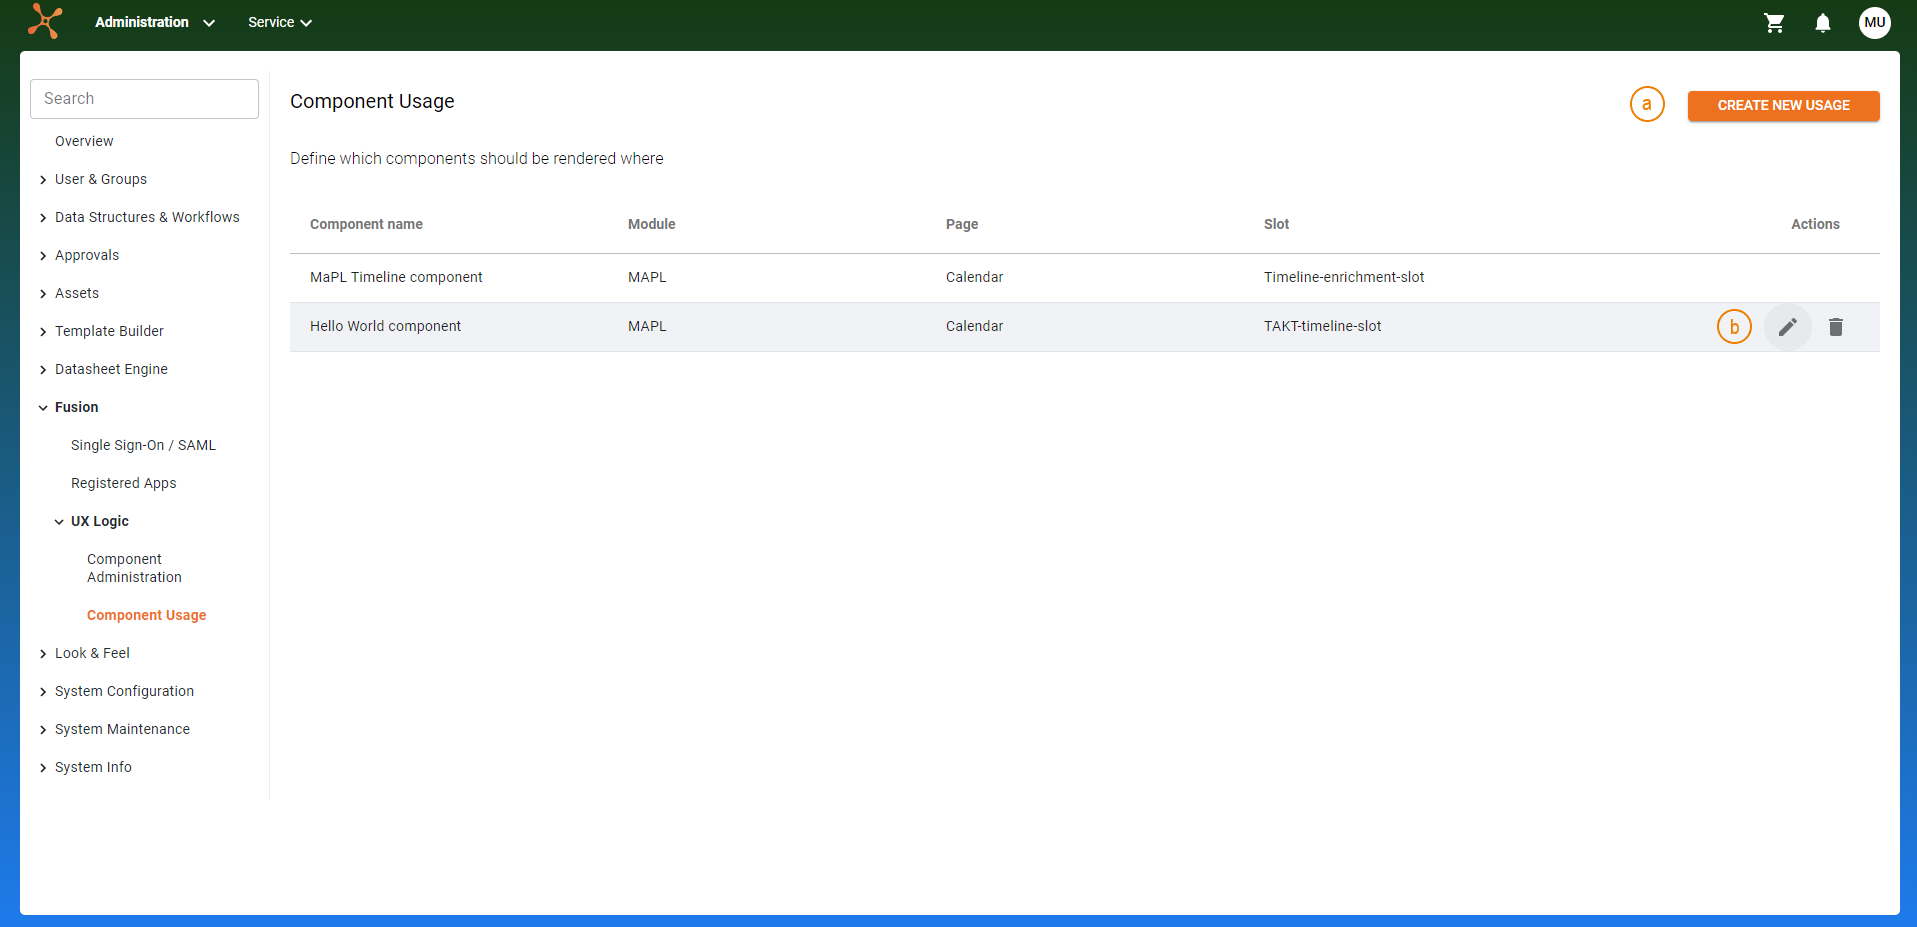 Administration
Service
MU
Search
Overview
User & Groups
Data Structures & Workflows
Approvals
Assets
Template Builder
Datasheet Engine
Fusion
Single Sign-On / SAML
Registered Apps
UX Logic
Component
Administration
Component Usage
Look & Feel
System Configuration
System Maintenance
System Info
Component Usage
a
CREATE NEW USAGE
Define which components should be rendered where
Component name Module Page Slot Actions
MaPL Timeline component MAPL Calendar Timeline-enrichment-slot
Hello World component MAPL Calendar TAKT-timeline-slot b